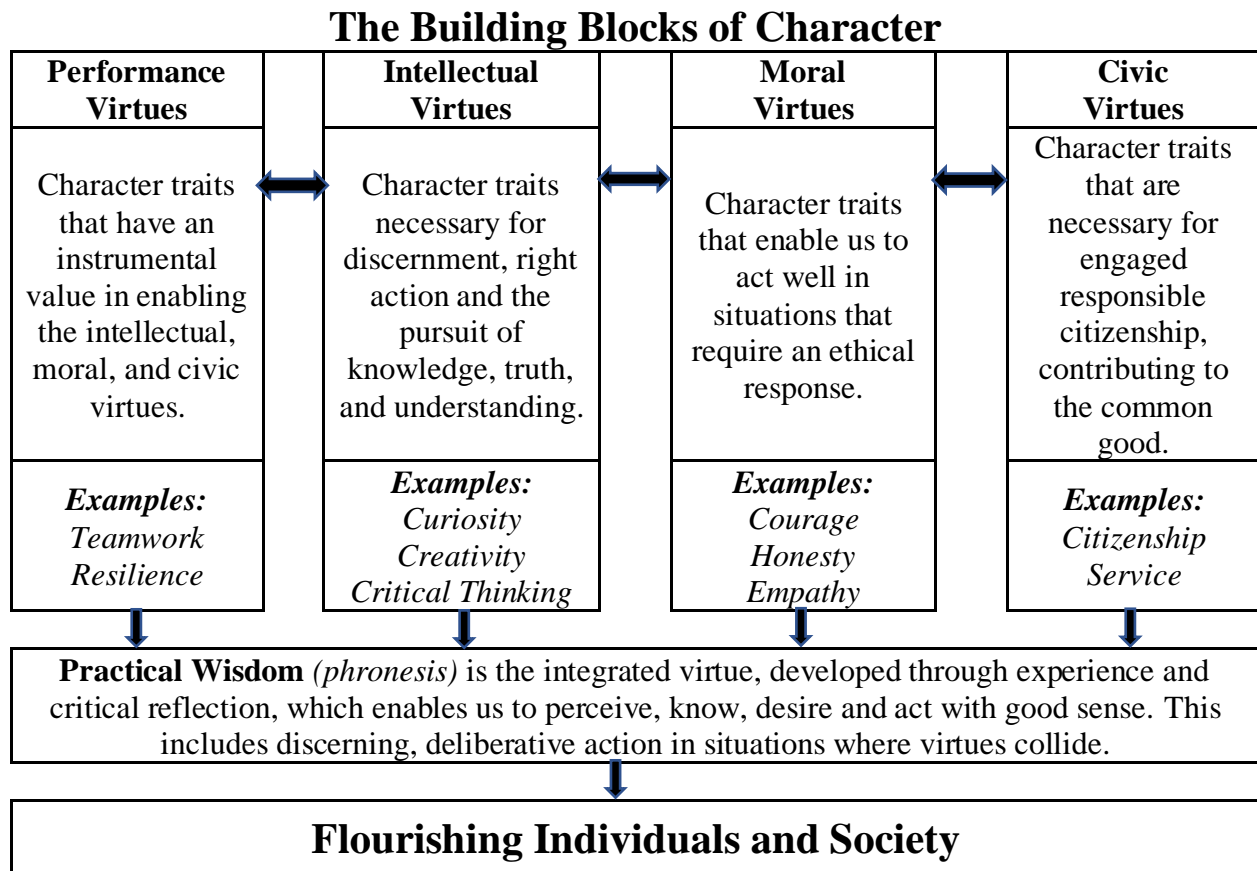 The Building Blocks of Character
Performance
Virtues
Character traits
that have an
instrumental
value in enabling
the intellectual,
moral, and civic
virtues.
Examples:
Teamwork
Resilience
Intellectual
Virtues
Character traits
necessary for
discernment, right
action and the
pursuit of
knowledge, truth,
and understanding.
Examples:
Curiosity
Creativity
Critical Thinking
Moral
Virtues
Character traits
that enable us to
act well in
situations that
require an ethical
response.
Examples:
Courage
Honesty
Empathy
Civic
Virtues
Character traits
that are
necessary for
engaged
responsible
citizenship,
contributing to
the common
good.
Examples:
Citizenship
Service
Practical Wisdom (phronesis) is the integrated virtue, developed through experience and
critical reflection, which enables us to perceive, know, desire and act with good sense. This
includes discerning, deliberative action in situations where virtues collide.
Flourishing Individuals and Society